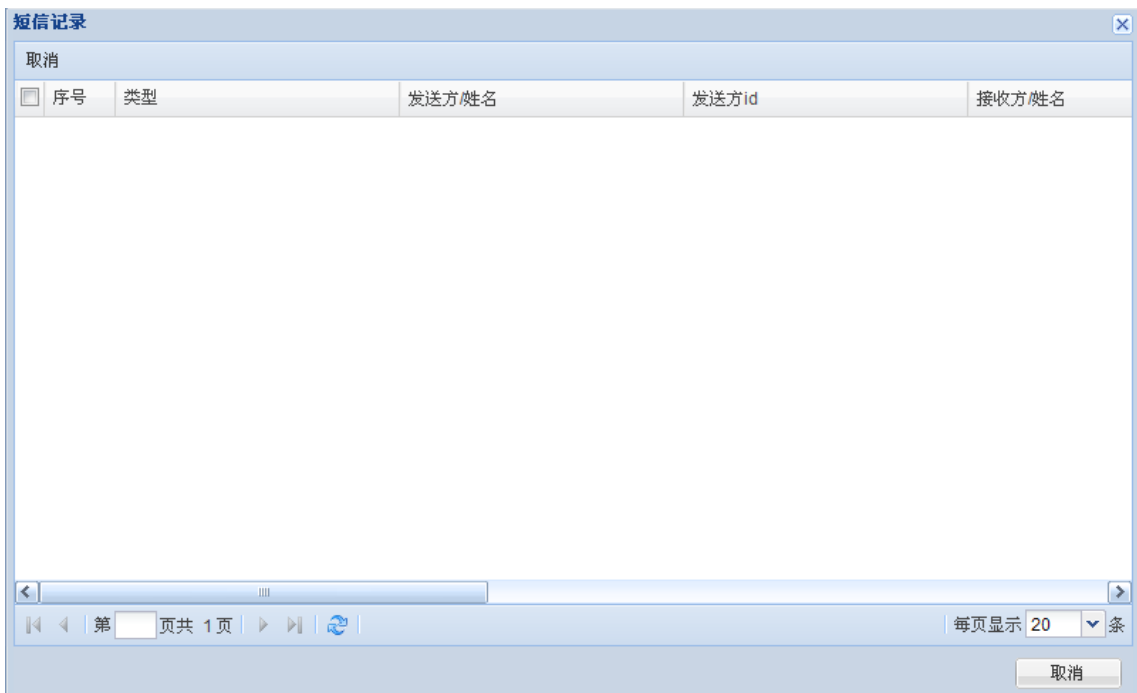 短信记录
取消
序号 类型 发送方/姓名 发送方id 接收方/姓名
第 页共 1页 每页显示 20 条
取消